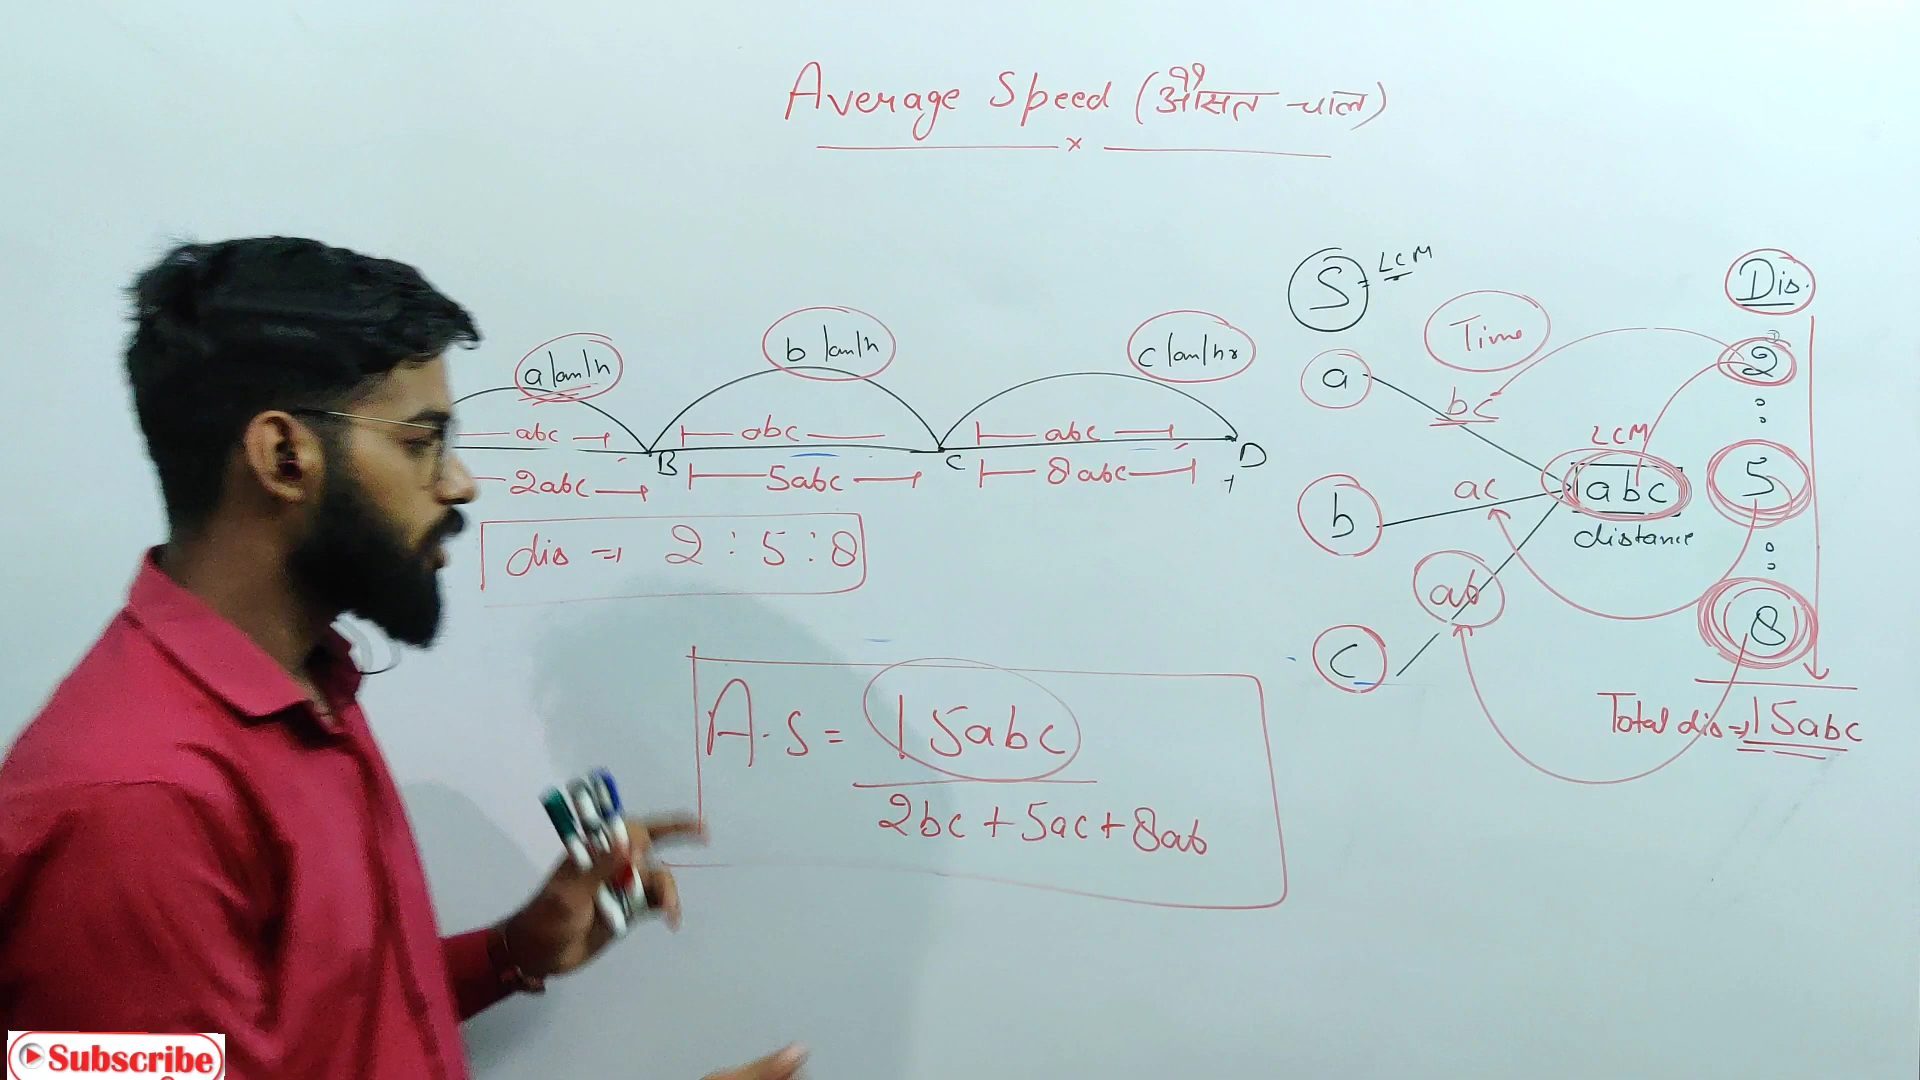 Average Speed (औसत चाल)
x
S LCM
Dis.
a km/h
b km/h
c km/hr
Time
2
a
bc
:
abc
abc
abc
LCM
B
C
D
2abc
5abc
8abc
b
ac
abc
5
distance
dis ⇒ 2 : 5 : 8
:
ab
8
c
A.S = 15abc
Total dis ⇒ 15abc
2bc + 5ac + 8ab
Subscribe